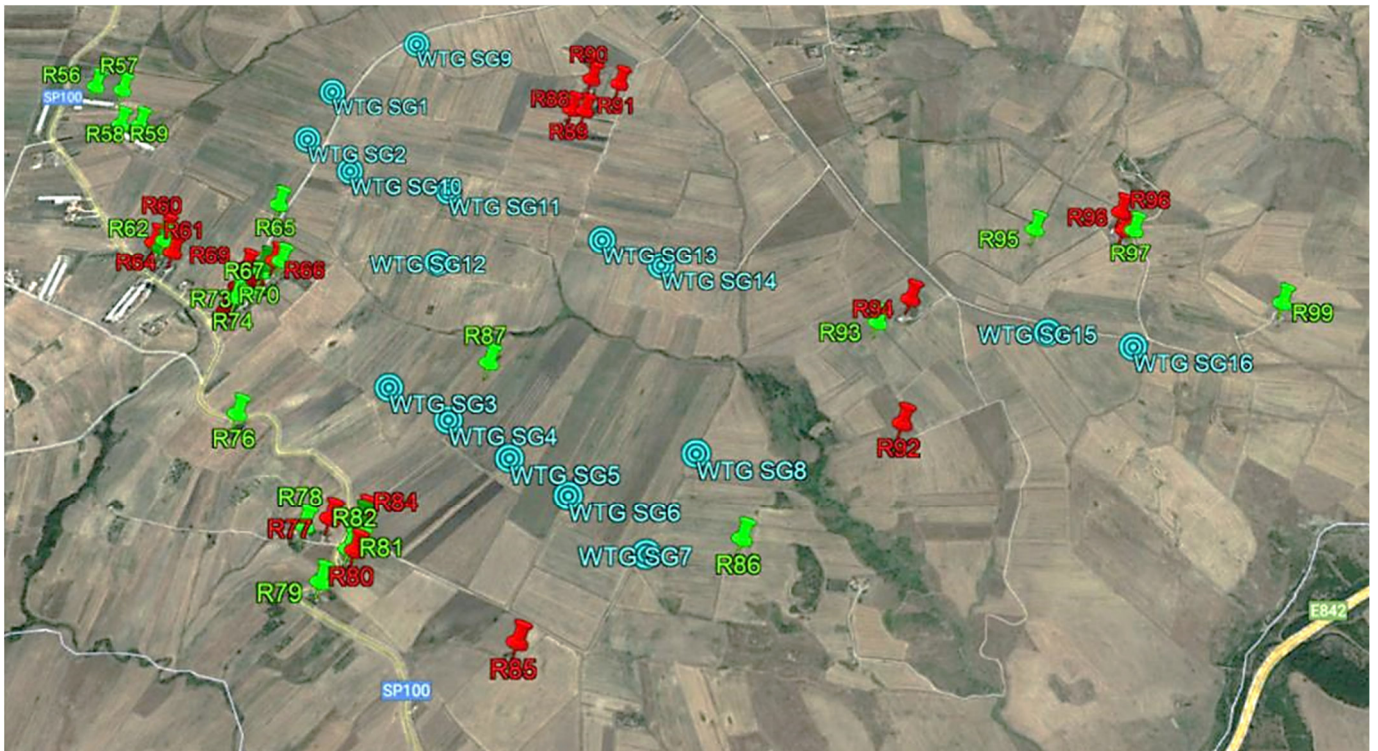 WTG SG9
R90
R57
R56
SP100
WTG SG1
R88
R91
R58
R59
R89
WTG SG2
WTG SG10
WTG SG11
R60
R96
R98
R62
R61
R65
R95
R97
R64
R69
WTG SG13
R67
R66
WTG SG12
WTG SG14
R73
R70
R94
R99
R74
R93
R87
WTG SG15
WTG SG16
WTG SG3
R76
WTG SG4
R92
WTG SG5
WTG SG8
R78
R84
WTG SG6
R77
R82
R81
WTG SG7
R86
R80
R79
E842
R85
SP100